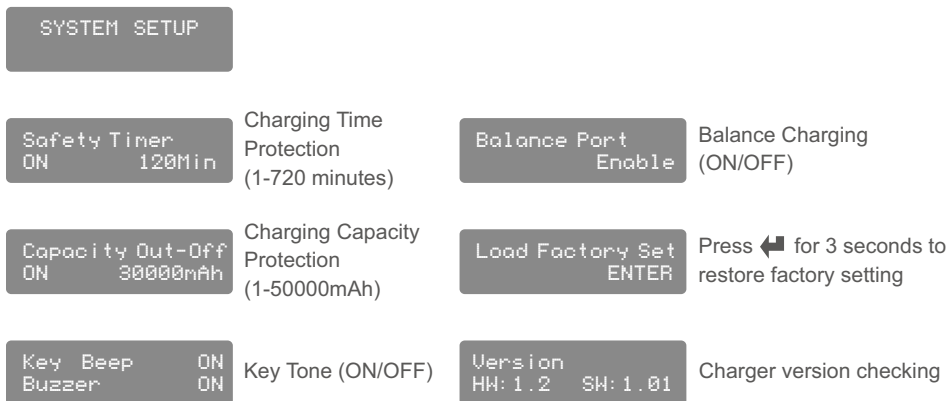 SYSTEM SETUP
Safety Timer
ON 120Min
Charging Time
Protection
(1-720 minutes)
Balance Port
Enable
Balance Charging
(ON/OFF)
Capacity Out-Off
ON 30000mAh
Charging Capacity
Protection
(1-50000mAh)
Load Factory Set
ENTER
Press for 3 seconds to
restore factory setting
Key Beep ON
Buzzer ON
Key Tone (ON/OFF)
Version
HW:1.2 SW:1.01
Charger version checking